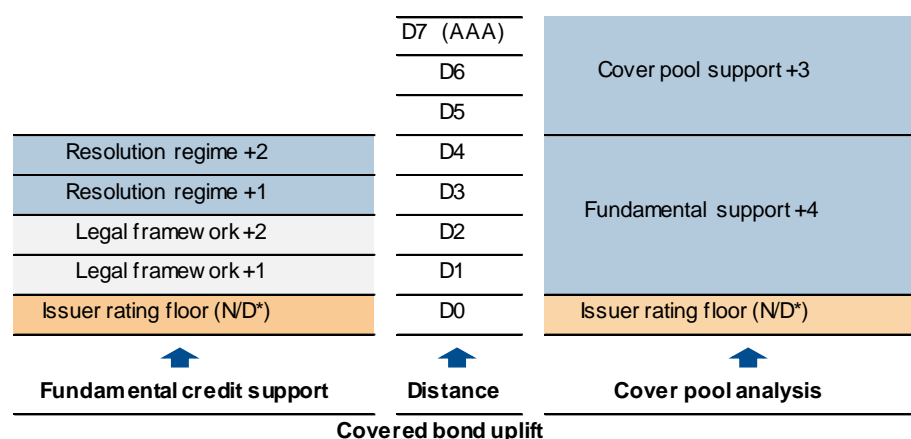 D7 (AAA)
D6
Cover pool support +3
D5
Resolution regime +2
D4
Resolution regime +1
D3
Fundamental support +4
Legal framework +2
D2
Legal framework +1
D1
Issuer rating floor (N/D*)
D0
Issuer rating floor (N/D*)
Fundamental credit support
Distance
Cover pool analysis
Covered bond uplift